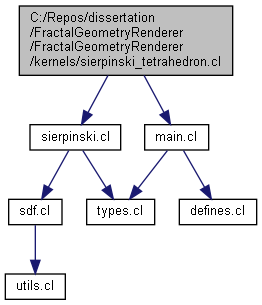 C:/Repos/dissertation
/FractalGeometryRenderer
/FractalGeometryRenderer
/kernels/sierpinski_tetrahedron.cl
sierpinski.cl
main.cl
sdf.cl
types.cl
defines.cl
utils.cl